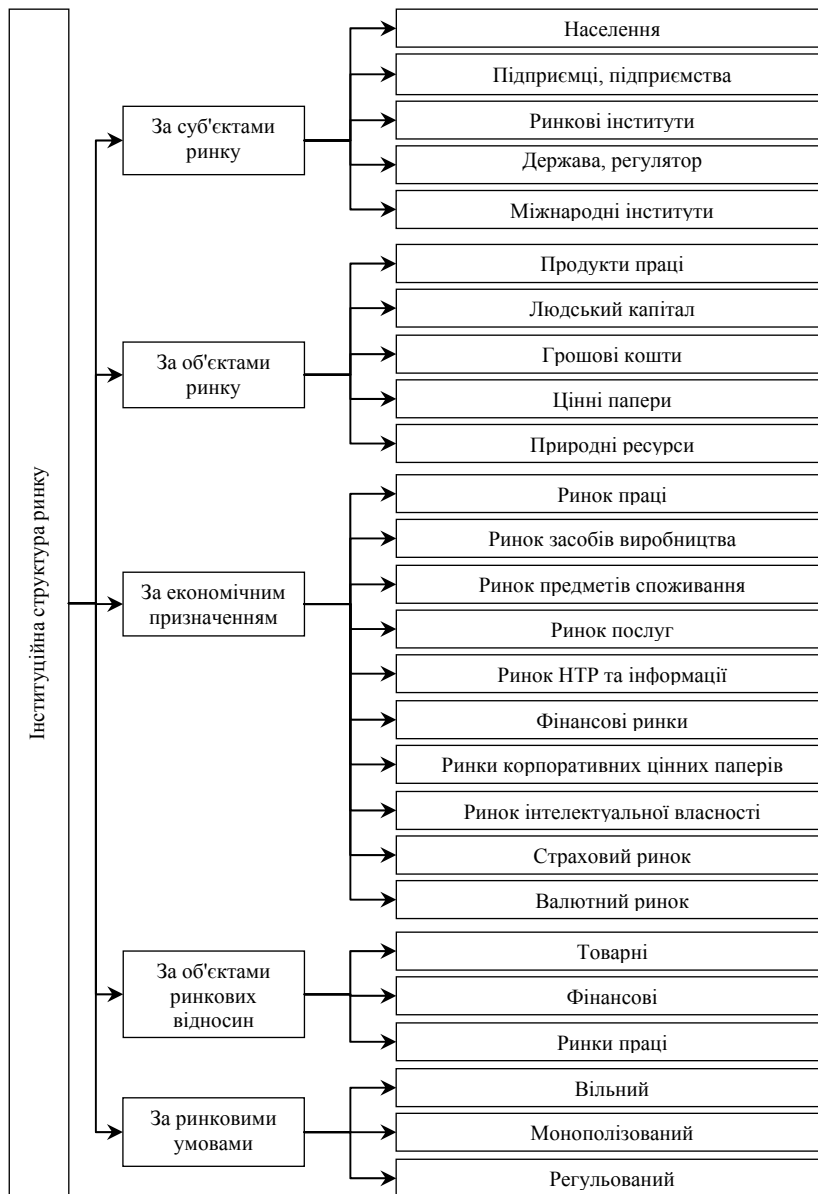 Інституційна структура ринку
За суб'єктами
ринку
Населення
Підприємці, підприємства
Ринкові інститути
Держава, регулятор
Міжнародні інститути
За об'єктами
ринку
Продукти праці
Людський капітал
Грошові кошти
Цінні папери
Природні ресурси
За економічним
призначенням
Ринок праці
Ринок засобів виробництва
Ринок предметів споживання
Ринок послуг
Ринок НТР та інформації
Фінансові ринки
Ринки корпоративних цінних паперів
Ринок інтелектуальної власності
Страховий ринок
Валютний ринок
За об'єктами
ринкових
відносин
Товарні
Фінансові
Ринки праці
За ринковими
умовами
Вільний
Монополізований
Регульований